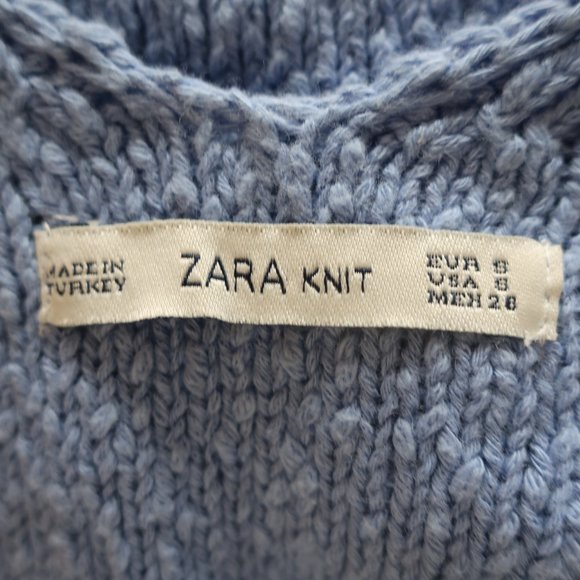 MADE IN
TURKEY
ZARA KNIT
EUR S
USA S
MEX 26